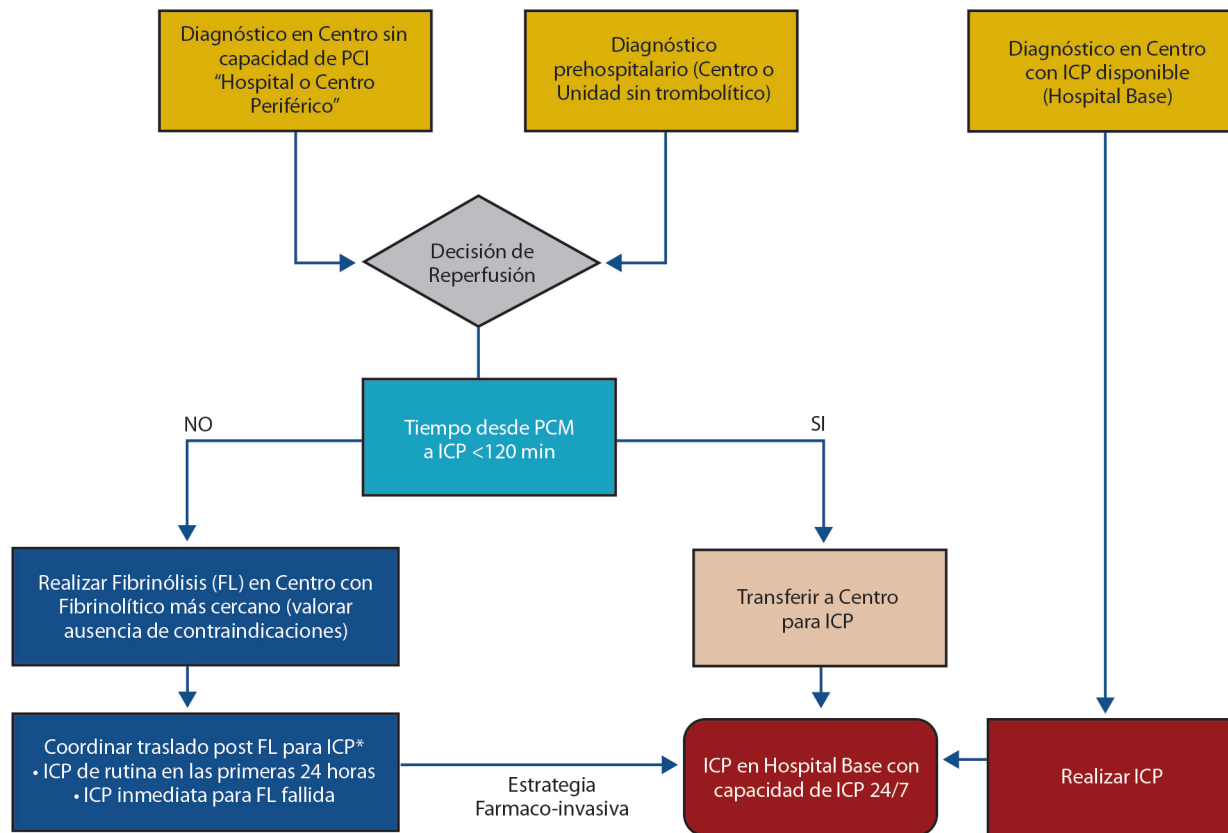 Diagnóstico en Centro sin
capacidad de PCI
“Hospital o Centro
Periférico”
Diagnóstico
prehospitalario (Centro o
Unidad sin trombolítico)
Diagnóstico en Centro
con ICP disponible
(Hospital Base)
Decisión de
Reperfusión
NO
Tiempo desde PCM
a ICP <120 min
SI
Realizar Fibrinólisis (FL) en Centro con
Fibrinolítico más cercano (valorar
ausencia de contraindicaciones)
Transferir a Centro
para ICP
Coordinar traslado post FL para ICP*
• ICP de rutina en las primeras 24 horas
• ICP inmediata para FL fallida
Estrategia
Farmaco-invasiva
ICP en Hospital Base con
capacidad de ICP 24/7
Realizar ICP